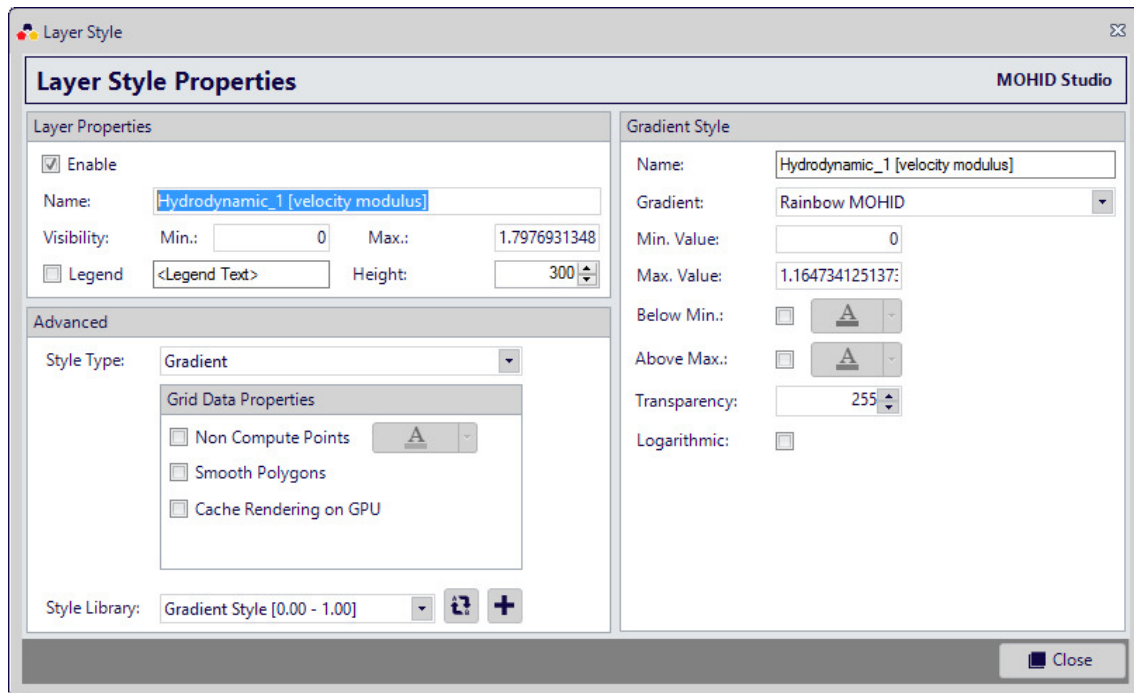 Layer Style
Layer Style Properties
MOHID Studio
Layer Properties
Enable
Name: Hydrodynamic_1 [velocity modulus]
Visibility: Min.: 0 Max.: 1.7976931348
Legend <Legend Text> Height: 300
Advanced
Style Type: Gradient
Grid Data Properties
Non Compute Points A
Smooth Polygons
Cache Rendering on GPU
Style Library: Gradient Style [0.00 - 1.00]
Gradient Style
Name: Hydrodynamic_1 [velocity modulus]
Gradient: Rainbow MOHID
Min. Value: 0
Max. Value: 1.164734125137
Below Min.: A
Above Max.: A
Transparency: 255
Logarithmic:
Close